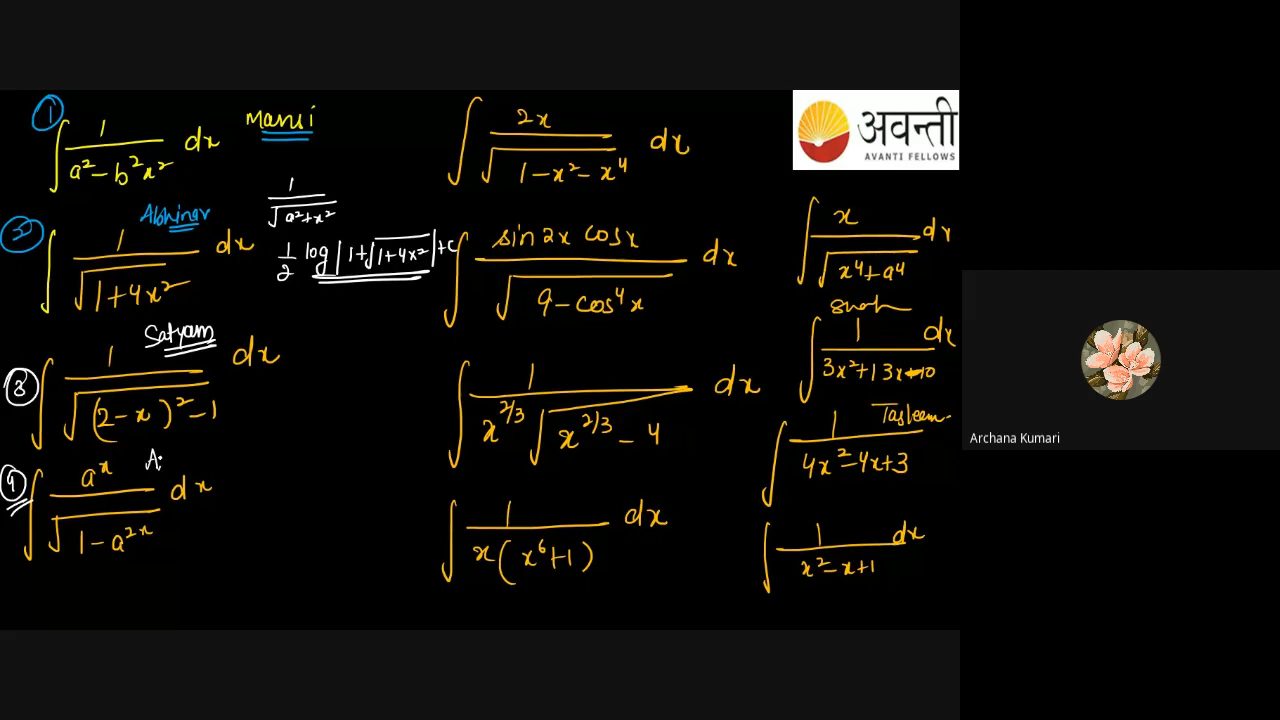 ① ∫ 1/(a²-b²x²) dx Mansi
② ∫ 1/√(1+4x²) dx Abhinav
1/√(a²+x²)
1/2 log|1+√(1+4x²)|+c
③ ∫ 1/√((2-x)²-1) dx Satyam
④ ∫ aˣ/√(1-a²ˣ) dx A:
∫ 2x/√(1-x²-x⁴) dx
∫ sin2x cosx/√(9-cos⁴x) dx
∫ 1/(x^(2/3) √(x^(2/3)-4)) dx
∫ 1/(x(x⁶+1)) dx
अवन्ती
AVANTI FELLOWS
∫ x/√(x⁴+a⁴) dx
∫ 1/(3x²+13x-10) dx
Tasleem
∫ 1/(4x²-4x+3)
∫ 1/(x²-x+1) dx
Archana Kumari